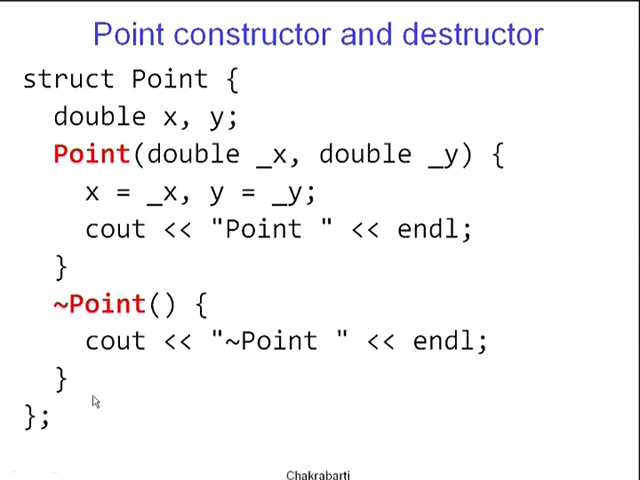 Point constructor and destructor
struct Point {
double x, y;
Point(double _x, double _y) {
x = _x, y = _y;
cout << "Point " << endl;
}
~Point() {
cout << "~Point " << endl;
}
};
Chakrabarti